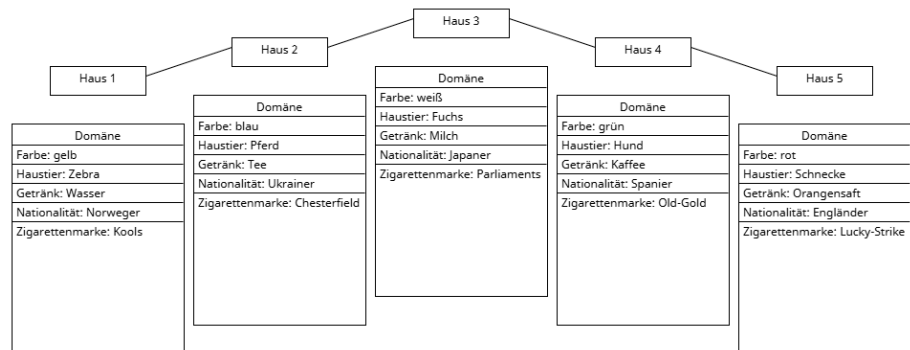 Haus 1
Domäne
Farbe: gelb
Haustier: Zebra
Getränk: Wasser
Nationalität: Norweger
Zigarettenmarke: Kools
Haus 2
Domäne
Farbe: blau
Haustier: Pferd
Getränk: Tee
Nationalität: Ukrainer
Zigarettenmarke: Chesterfield
Haus 3
Domäne
Farbe: weiß
Haustier: Fuchs
Getränk: Milch
Nationalität: Japaner
Zigarettenmarke: Parliaments
Haus 4
Domäne
Farbe: grün
Haustier: Hund
Getränk: Kaffee
Nationalität: Spanier
Zigarettenmarke: Old-Gold
Haus 5
Domäne
Farbe: rot
Haustier: Schnecke
Getränk: Orangensaft
Nationalität: Engländer
Zigarettenmarke: Lucky-Strike